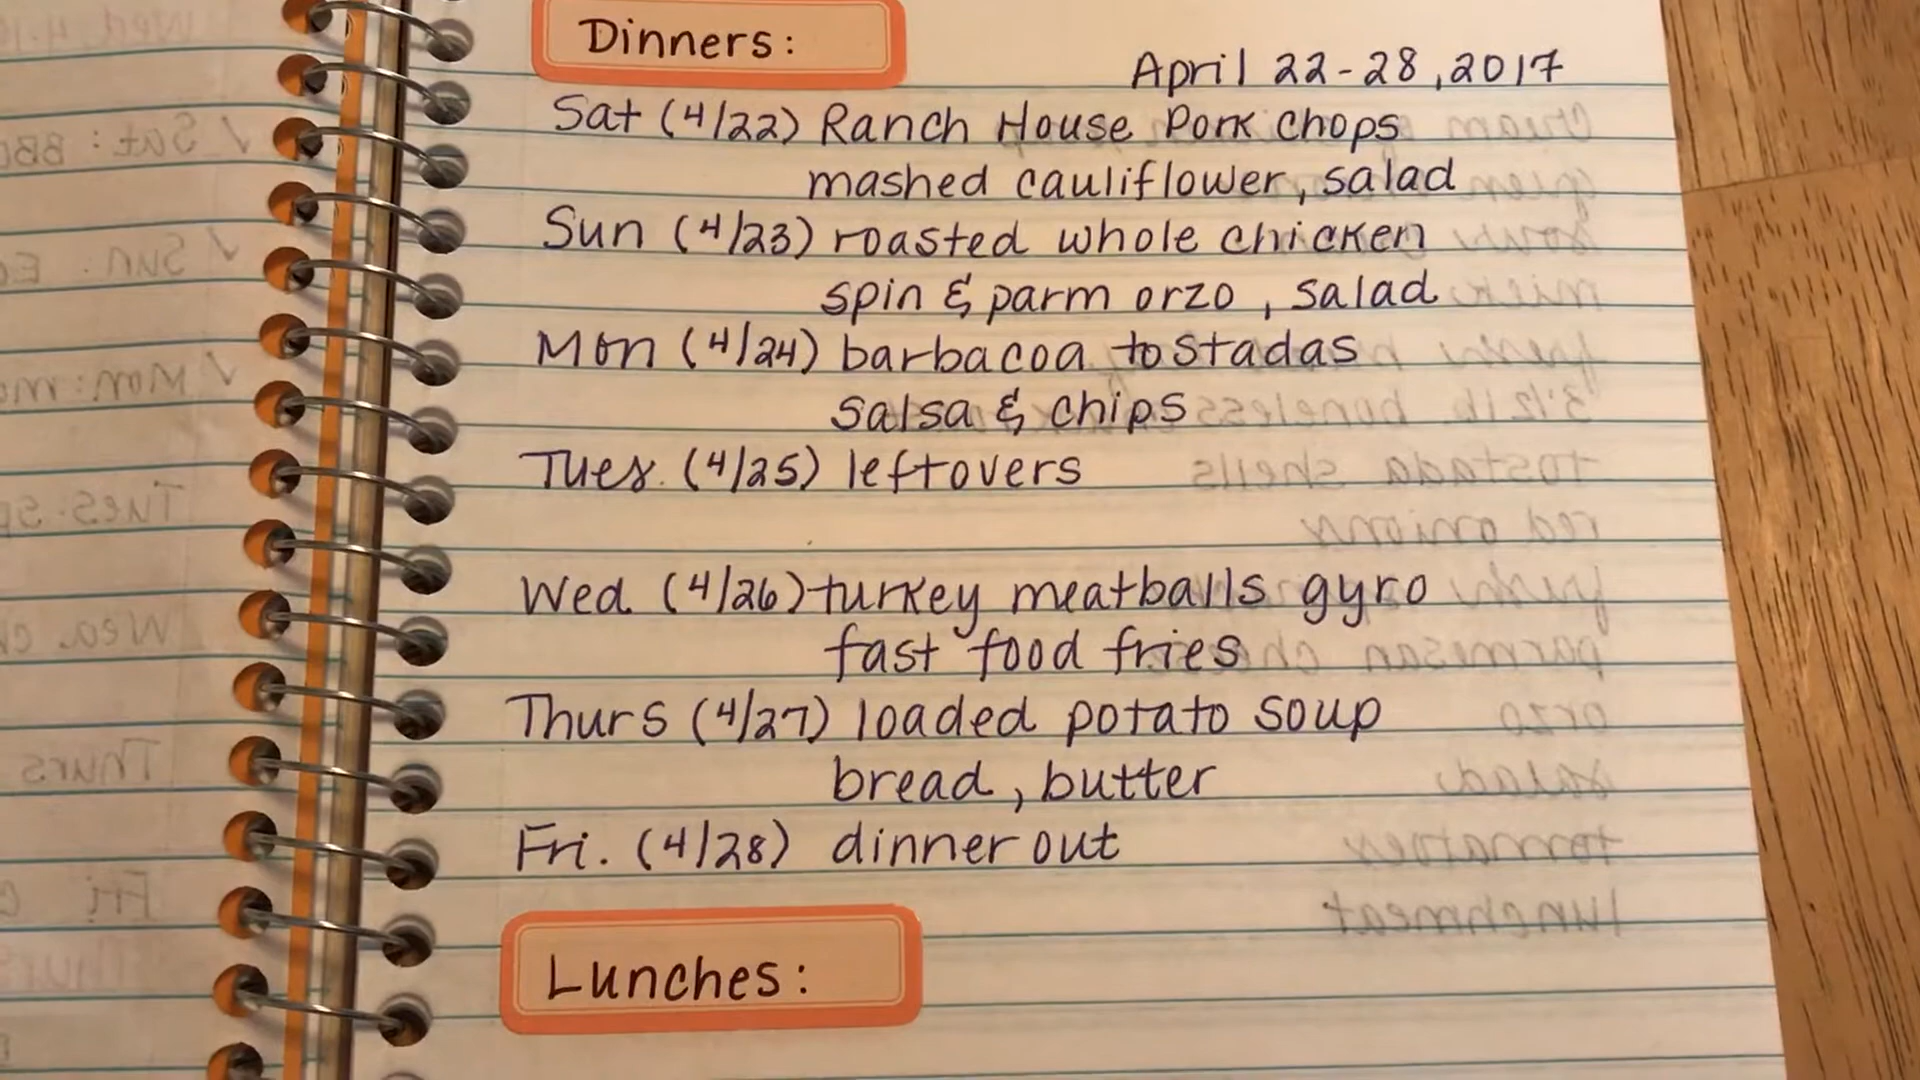 Dinners:
April 22-28, 2017
Sat (4/22) Ranch House Pork chops
mashed cauliflower, salad
Sun (4/23) roasted whole chicken
spin & parm orzo, salad
Mon (4/24) barbacoa tostadas
salsa & chips
Tues. (4/25) leftovers
Wed. (4/26) turkey meatballs gyro
fast food fries
Thurs (4/27) loaded potato soup
bread, butter
Fri. (4/28) dinner out
Lunches: